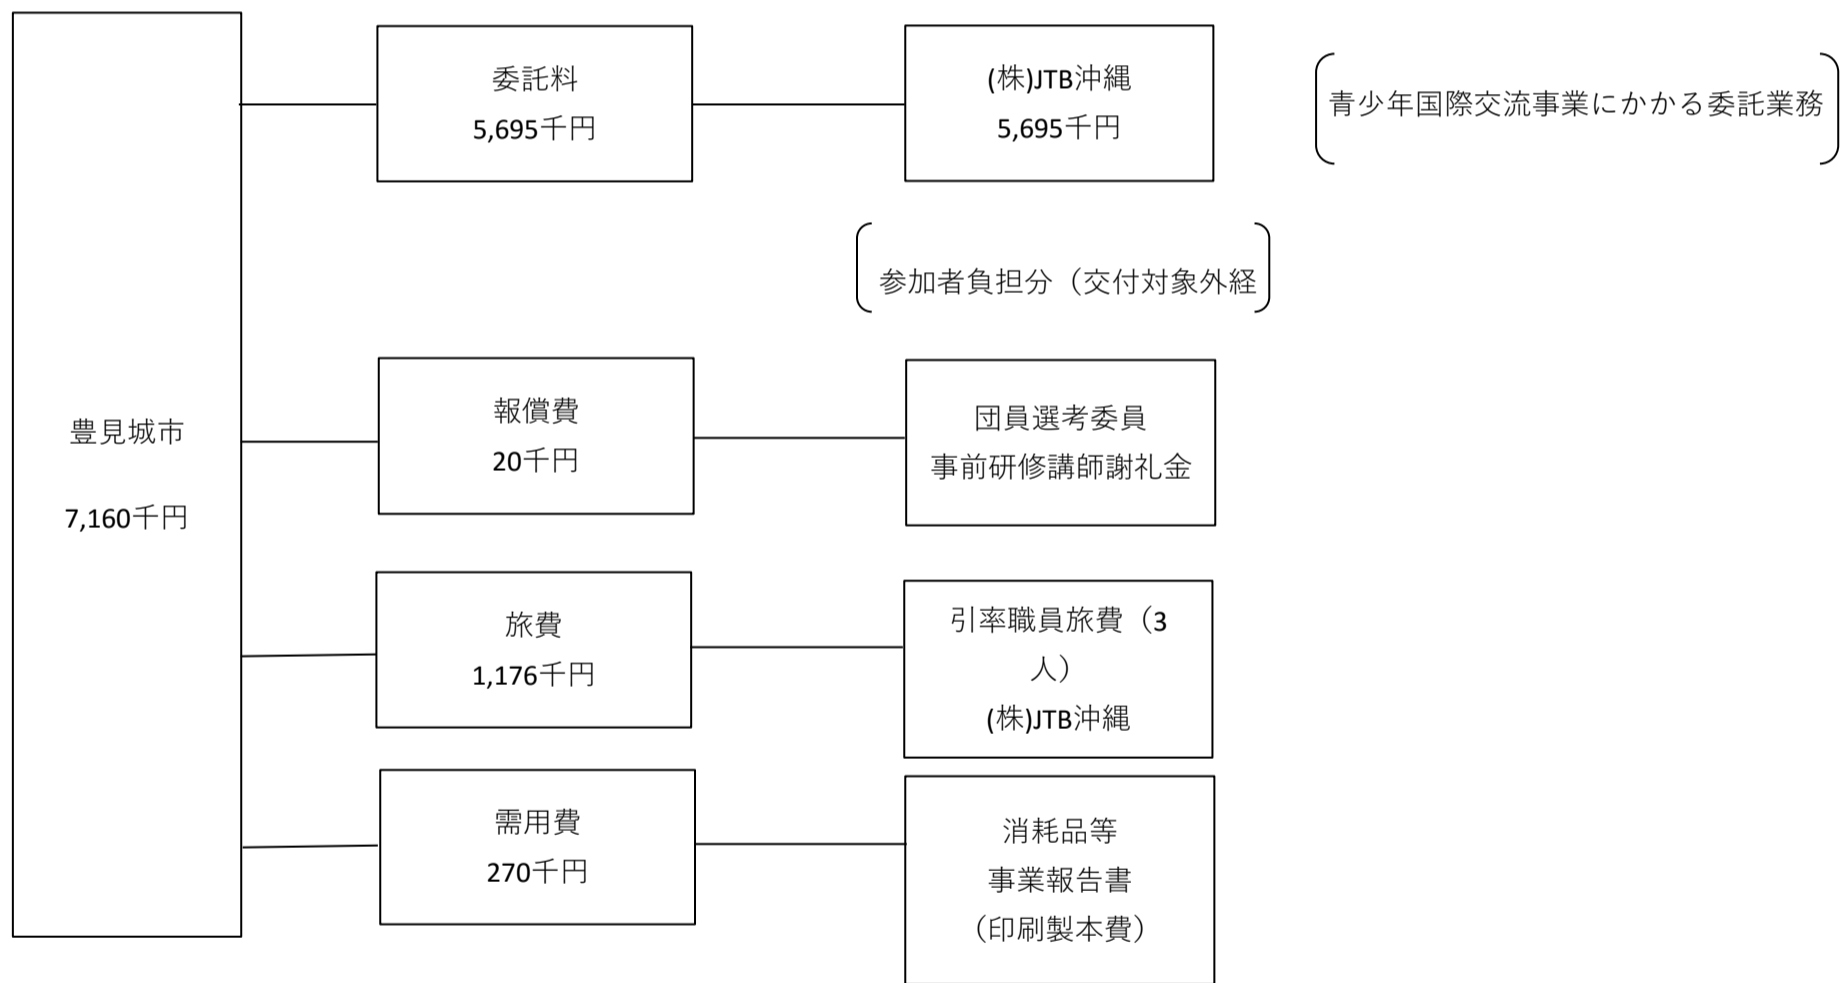 豊見城市
7,160千円
委託料
5,695千円
(株)JTB沖縄
5,695千円
青少年国際交流事業にかかる委託業務
参加者負担分（交付対象外経
報償費
20千円
団員選考委員
事前研修講師謝礼金
旅費
1,176千円
引率職員旅費（3
人）
(株)JTB沖縄
需用費
270千円
消耗品等
事業報告書
（印刷製本費）